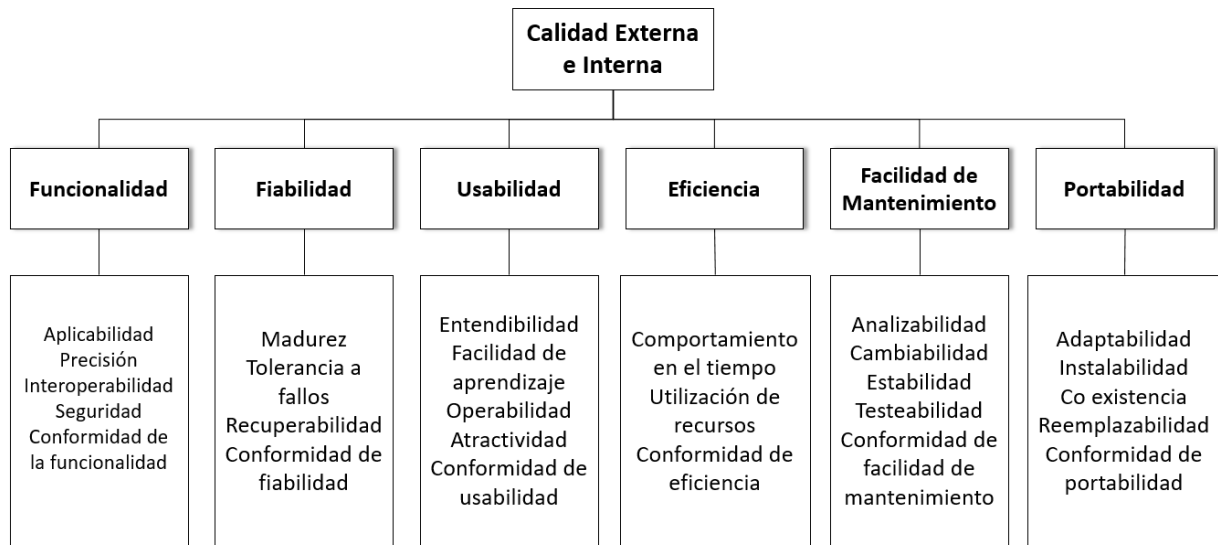 Calidad Externa
e Interna
Funcionalidad
Fiabilidad
Usabilidad
Eficiencia
Facilidad de
Mantenimiento
Portabilidad
Aplicabilidad
Precisión
Interoperabilidad
Seguridad
Conformidad de
la funcionalidad
Madurez
Tolerancia a
fallos
Recuperabilidad
Conformidad de
fiabilidad
Entendibilidad
Facilidad de
aprendizaje
Operabilidad
Atractividad
Conformidad de
usabilidad
Comportamiento
en el tiempo
Utilización de
recursos
Conformidad de
eficiencia
Analizabilidad
Cambiabilidad
Estabilidad
Testeabilidad
Conformidad de
facilidad de
mantenimiento
Adaptabilidad
Instalabilidad
Co existencia
Reemplazabilidad
Conformidad de
portabilidad